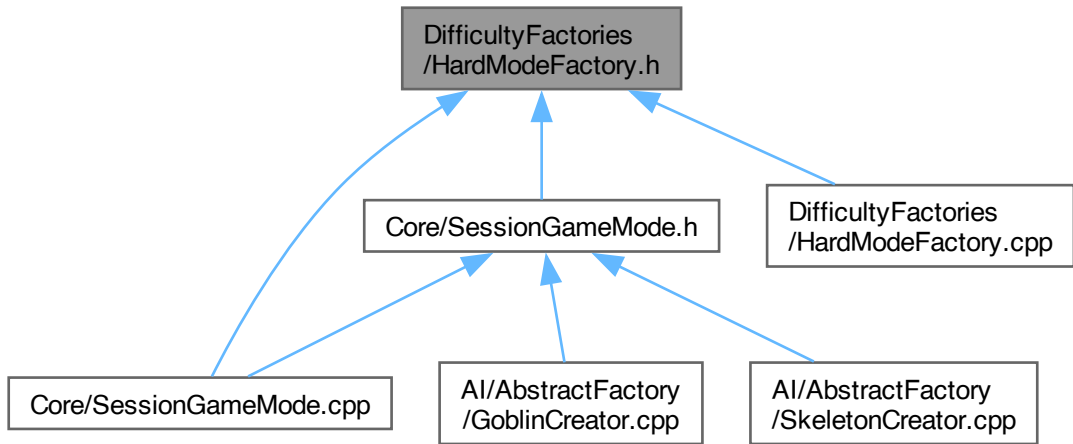 DifficultyFactories
/HardModeFactory.h
Core/SessionGameMode.h
DifficultyFactories
/HardModeFactory.cpp
Core/SessionGameMode.cpp
AI/AbstractFactory
/GoblinCreator.cpp
AI/AbstractFactory
/SkeletonCreator.cpp